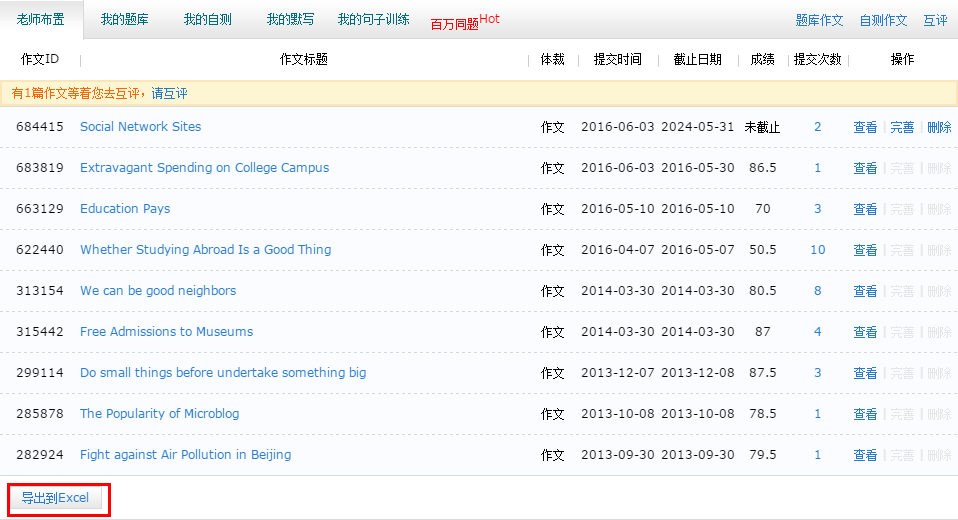 老师布置 我的题库 我的自测 我的默写 我的句子训练 百万同题Hot 题库作文 自测作文 互评
作文ID 作文标题 体裁 提交时间 截止日期 成绩 提交次数 操作
有1篇作文等着您去互评，请互评
684415 Social Network Sites 作文 2016-06-03 2024-05-31 未截止 2 查看 | 完善 | 删除
683819 Extravagant Spending on College Campus 作文 2016-06-03 2016-05-30 86.5 1 查看 | 完善 | 删除
663129 Education Pays 作文 2016-05-10 2016-05-10 70 3 查看 | 完善 | 删除
622440 Whether Studying Abroad Is a Good Thing 作文 2016-04-07 2016-05-07 50.5 10 查看 | 完善 | 删除
313154 We can be good neighbors 作文 2014-03-30 2014-03-30 80.5 8 查看 | 完善 | 删除
315442 Free Admissions to Museums 作文 2014-03-30 2014-03-30 87 4 查看 | 完善 | 删除
299114 Do small things before undertake something big 作文 2013-12-07 2013-12-08 87.5 3 查看 | 完善 | 删除
285878 The Popularity of Microblog 作文 2013-10-08 2013-10-08 78.5 1 查看 | 完善 | 删除
282924 Fight against Air Pollution in Beijing 作文 2013-09-30 2013-09-30 79.5 1 查看 | 完善 | 删除
导出到Excel